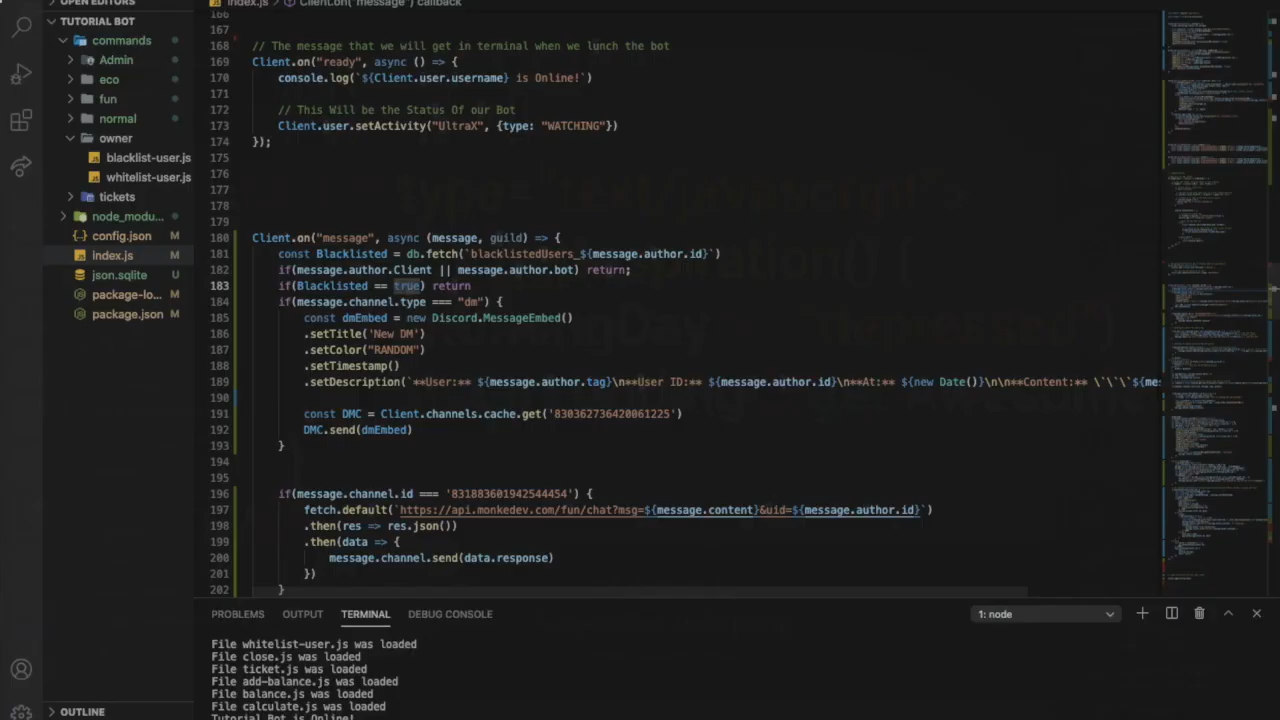 OPEN EDITORS
TUTORIAL BOT
commands
Admin
eco
fun
normal
owner
blacklist-user.js
whitelist-user.js
tickets
node_modu...
config.json M
index.js M
json.sqlite U
package-lo... M
package.json M
OUTLINE
index.js > Client.on("message") callback
166
167
168 // The message that we will get in terminal when we lunch the bot
169 Client.on("ready", async () => {
170 console.log(`${Client.user.username} is Online!`)
171
172 // This Will be the Status Of our Bot
173 Client.user.setActivity("UltraX", {type: "WATCHING"})
174 });
175
176
177
178
179
180 Client.on("message", async (message, guild) => {
181 const Blacklisted = db.fetch(`blacklistedUsers_${message.author.id}`)
182 if(message.author.Client || message.author.bot) return;
183 if(Blacklisted == true) return
184 if(message.channel.type === "dm") {
185 const dmEmbed = new Discord.MessageEmbed()
186 .setTitle('New DM')
187 .setColor("RANDOM")
188 .setTimestamp()
189 .setDescription(`**User:** ${message.author.tag}\n**User ID:** ${message.author.id}\n**At:** ${new Date()}\n\n**Content:** \`\`\`${mes
190
191 const DMC = Client.channels.cache.get('830362736420061225')
192 DMC.send(dmEmbed)
193 }
194
195
196 if(message.channel.id === '831883601942544454') {
197 fetch.default(`https://api.monkedev.com/fun/chat?msg=${message.content}&uid=${message.author.id}`)
198 .then(res => res.json())
199 .then(data => {
200 message.channel.send(data.response)
201 })
202 }
PROBLEMS OUTPUT TERMINAL DEBUG CONSOLE 1: node
File whitelist-user.js was loaded
File close.js was loaded
File ticket.js was loaded
File add-balance.js was loaded
File balance.js was loaded
File calculate.js was loaded
Tutorial Bot is Online!